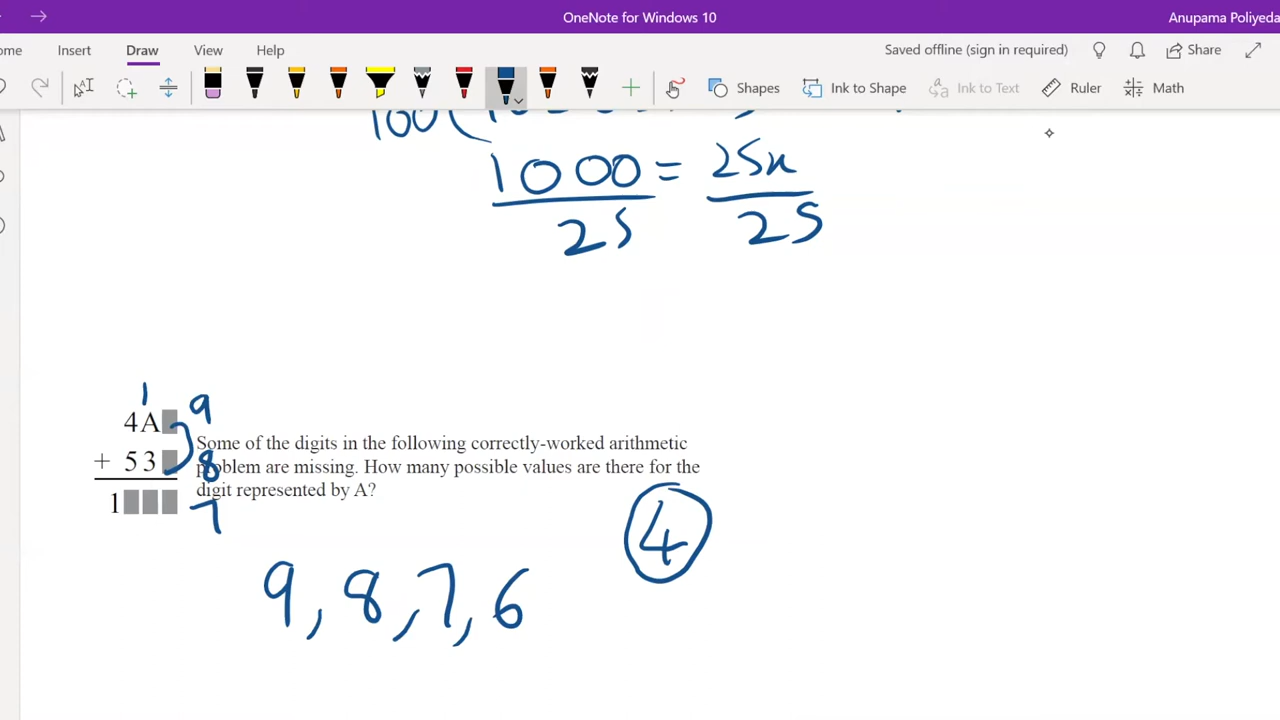 OneNote for Windows 10
Anupama Poliyeda
ome Insert Draw View Help
Saved offline (sign in required) Share
Shapes Ink to Shape Ink to Text Ruler Math
100
1000 = 25x
25 25
1
4A 9
+ 53 8
1 7
Some of the digits in the following correctly-worked arithmetic
problem are missing. How many possible values are there for the
digit represented by A?
4
9, 8, 7, 6